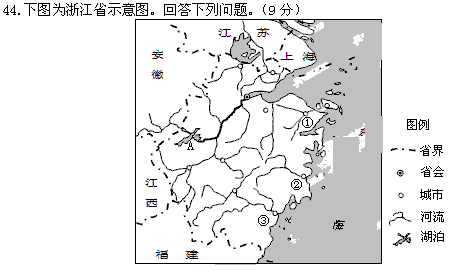 44.下图为浙江省示意图。回答下列问题。(9分)
江 苏
安
徽
上 海
①
A
②
江
西
③
海
福 建
图例
省界
省会
城市
河流
湖泊